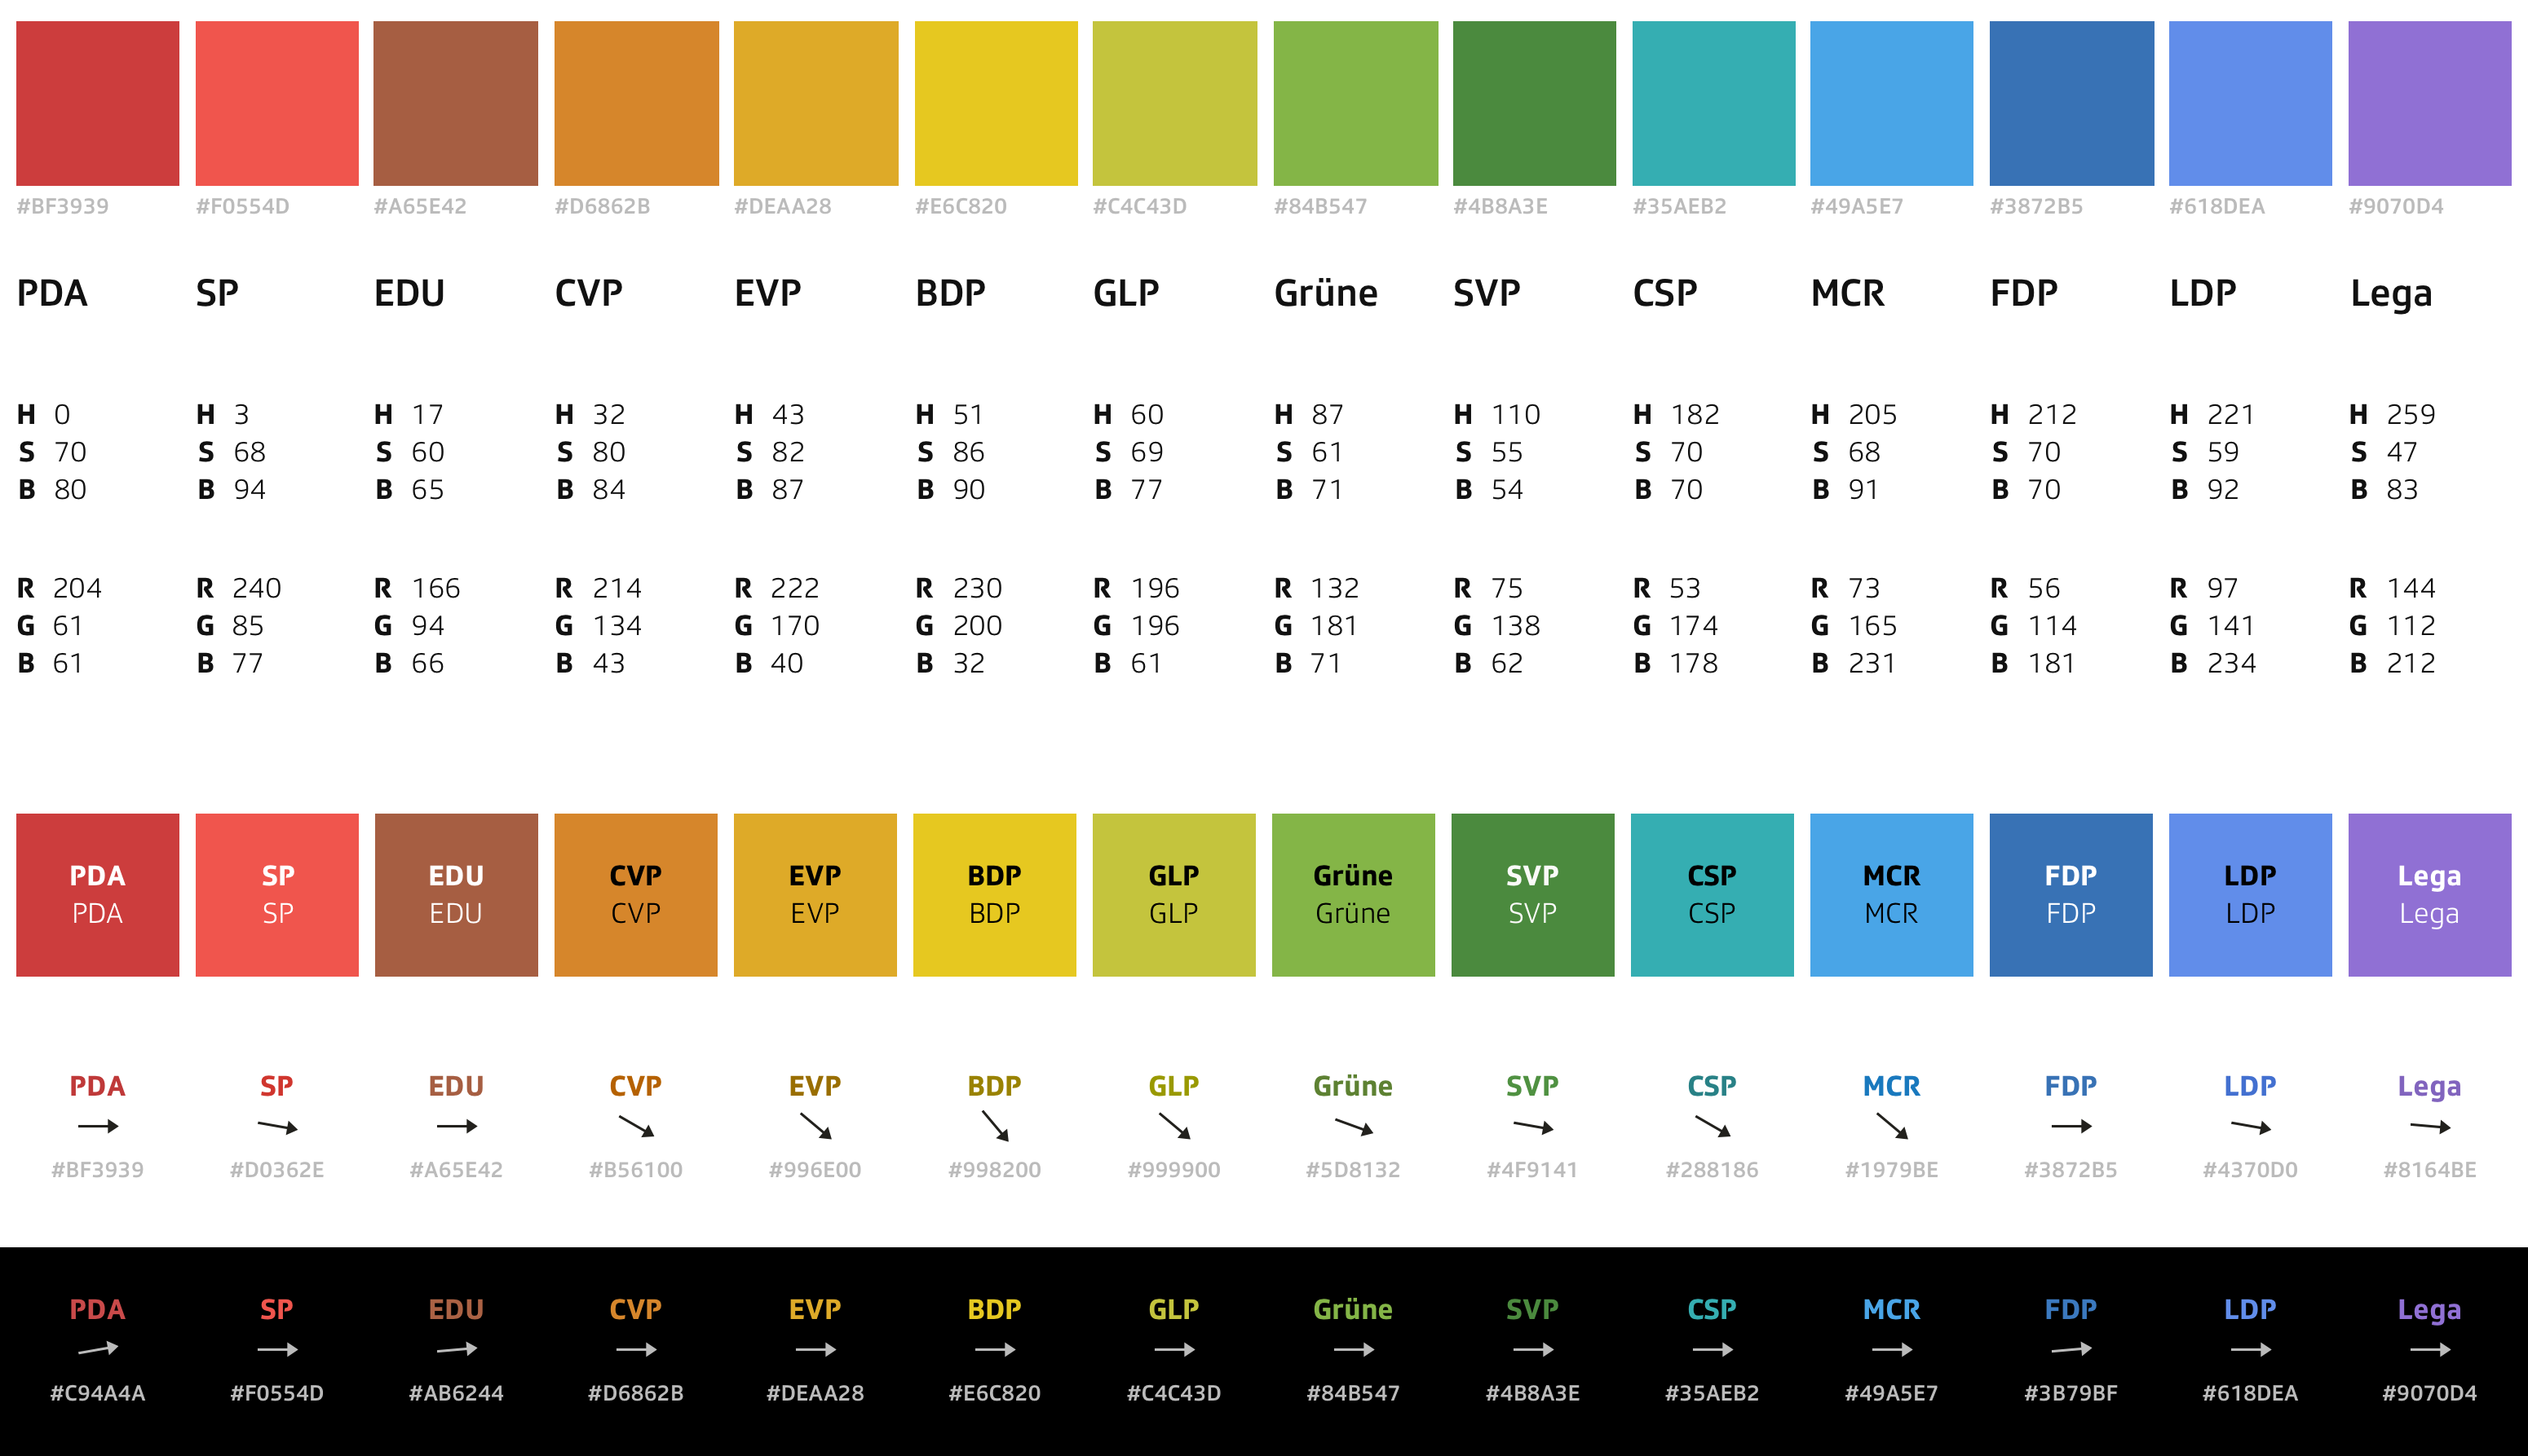 #BF3939 #F0554D #A65E42 #D6862B #DEAA28 #E6C820 #C4C43D #84B547 #4B8A3E #35AEB2 #49A5E7 #3872B5 #618DEA #9070D4
PDA SP EDU CVP EVP BDP GLP Grüne SVP CSP MCR FDP LDP Lega
H 0 H 3 H 17 H 32 H 43 H 51 H 60 H 87 H 110 H 182 H 205 H 212 H 221 H 259
S 70 S 68 S 60 S 80 S 82 S 86 S 69 S 61 S 55 S 70 S 68 S 70 S 59 S 47
B 80 B 94 B 65 B 84 B 87 B 90 B 77 B 71 B 54 B 70 B 91 B 70 B 92 B 83
R 204 R 240 R 166 R 214 R 222 R 230 R 196 R 132 R 75 R 53 R 73 R 56 R 97 R 144
G 61 G 85 G 94 G 134 G 170 G 200 G 196 G 181 G 138 G 174 G 165 G 114 G 141 G 112
B 61 B 77 B 66 B 43 B 40 B 32 B 61 B 71 B 62 B 178 B 231 B 181 B 234 B 212
PDA SP EDU CVP EVP BDP GLP Grüne SVP CSP MCR FDP LDP Lega
PDA SP EDU CVP EVP BDP GLP Grüne SVP CSP MCR FDP LDP Lega
PDA SP EDU CVP EVP BDP GLP Grüne SVP CSP MCR FDP LDP Lega
#BF3939 #D0362E #A65E42 #B56100 #996E00 #998200 #999900 #5D8132 #4F9141 #288186 #1979BE #3872B5 #4370D0 #8164BE
PDA SP EDU CVP EVP BDP GLP Grüne SVP CSP MCR FDP LDP Lega
#C94A4A #F0554D #AB6244 #D6862B #DEAA28 #E6C820 #C4C43D #84B547 #4B8A3E #35AEB2 #49A5E7 #3B79BF #618DEA #9070D4